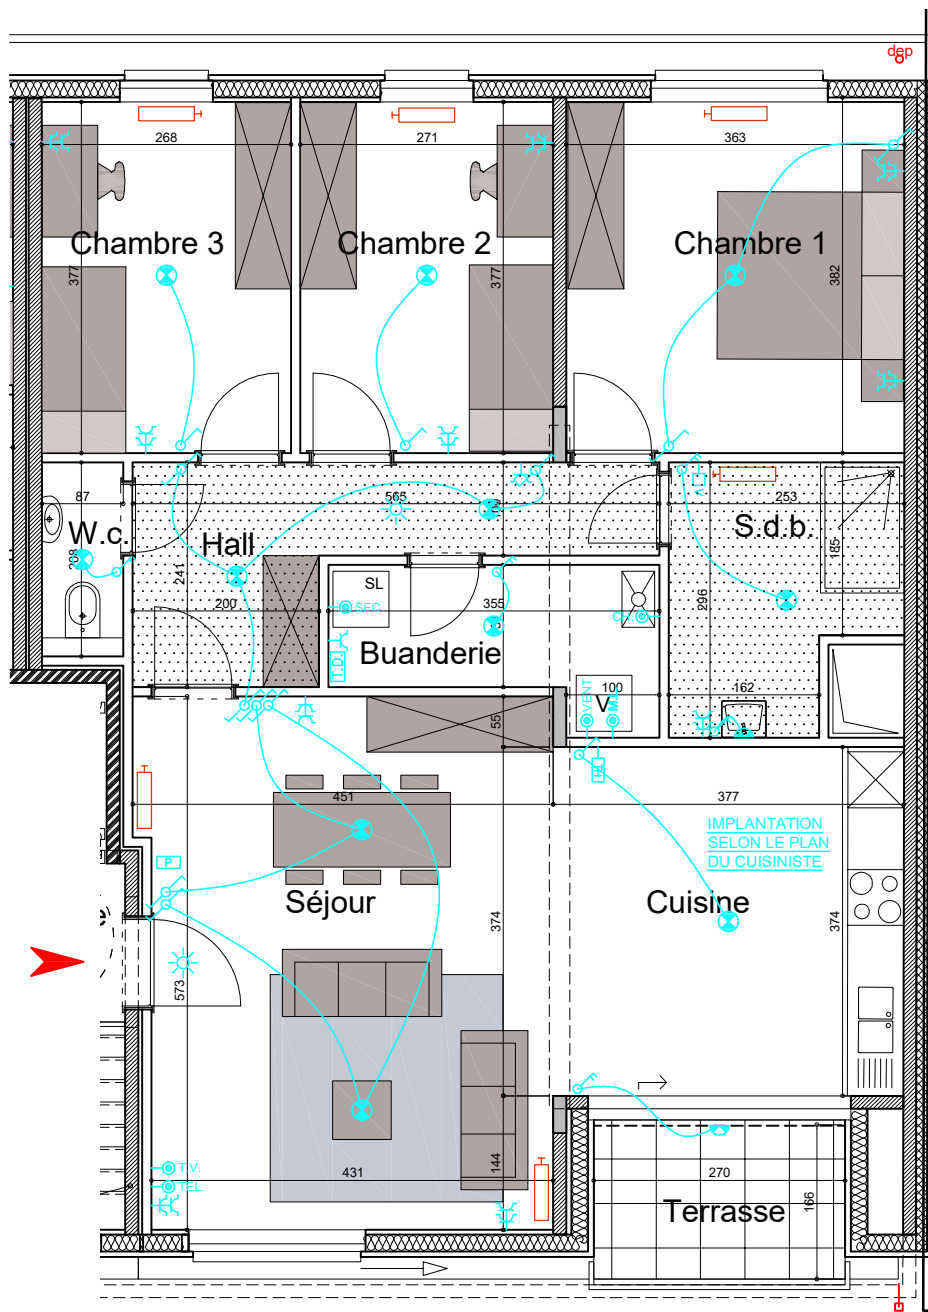 dep
268
271
363
Chambre 3
Chambre 2
Chambre 1
377
377
382
87
565
253
W.c.
Hall
S.d.b.
241
185
200
SL
SEC
355
296
Buanderie
T.D.
100
162
VENT.
V
55
451
377
IMPLANTATION
SELON LE PLAN
DU CUISINISTE
P
Séjour
Cuisine
374
374
573
T.V.
TEL.
431
144
270
166
Terrasse